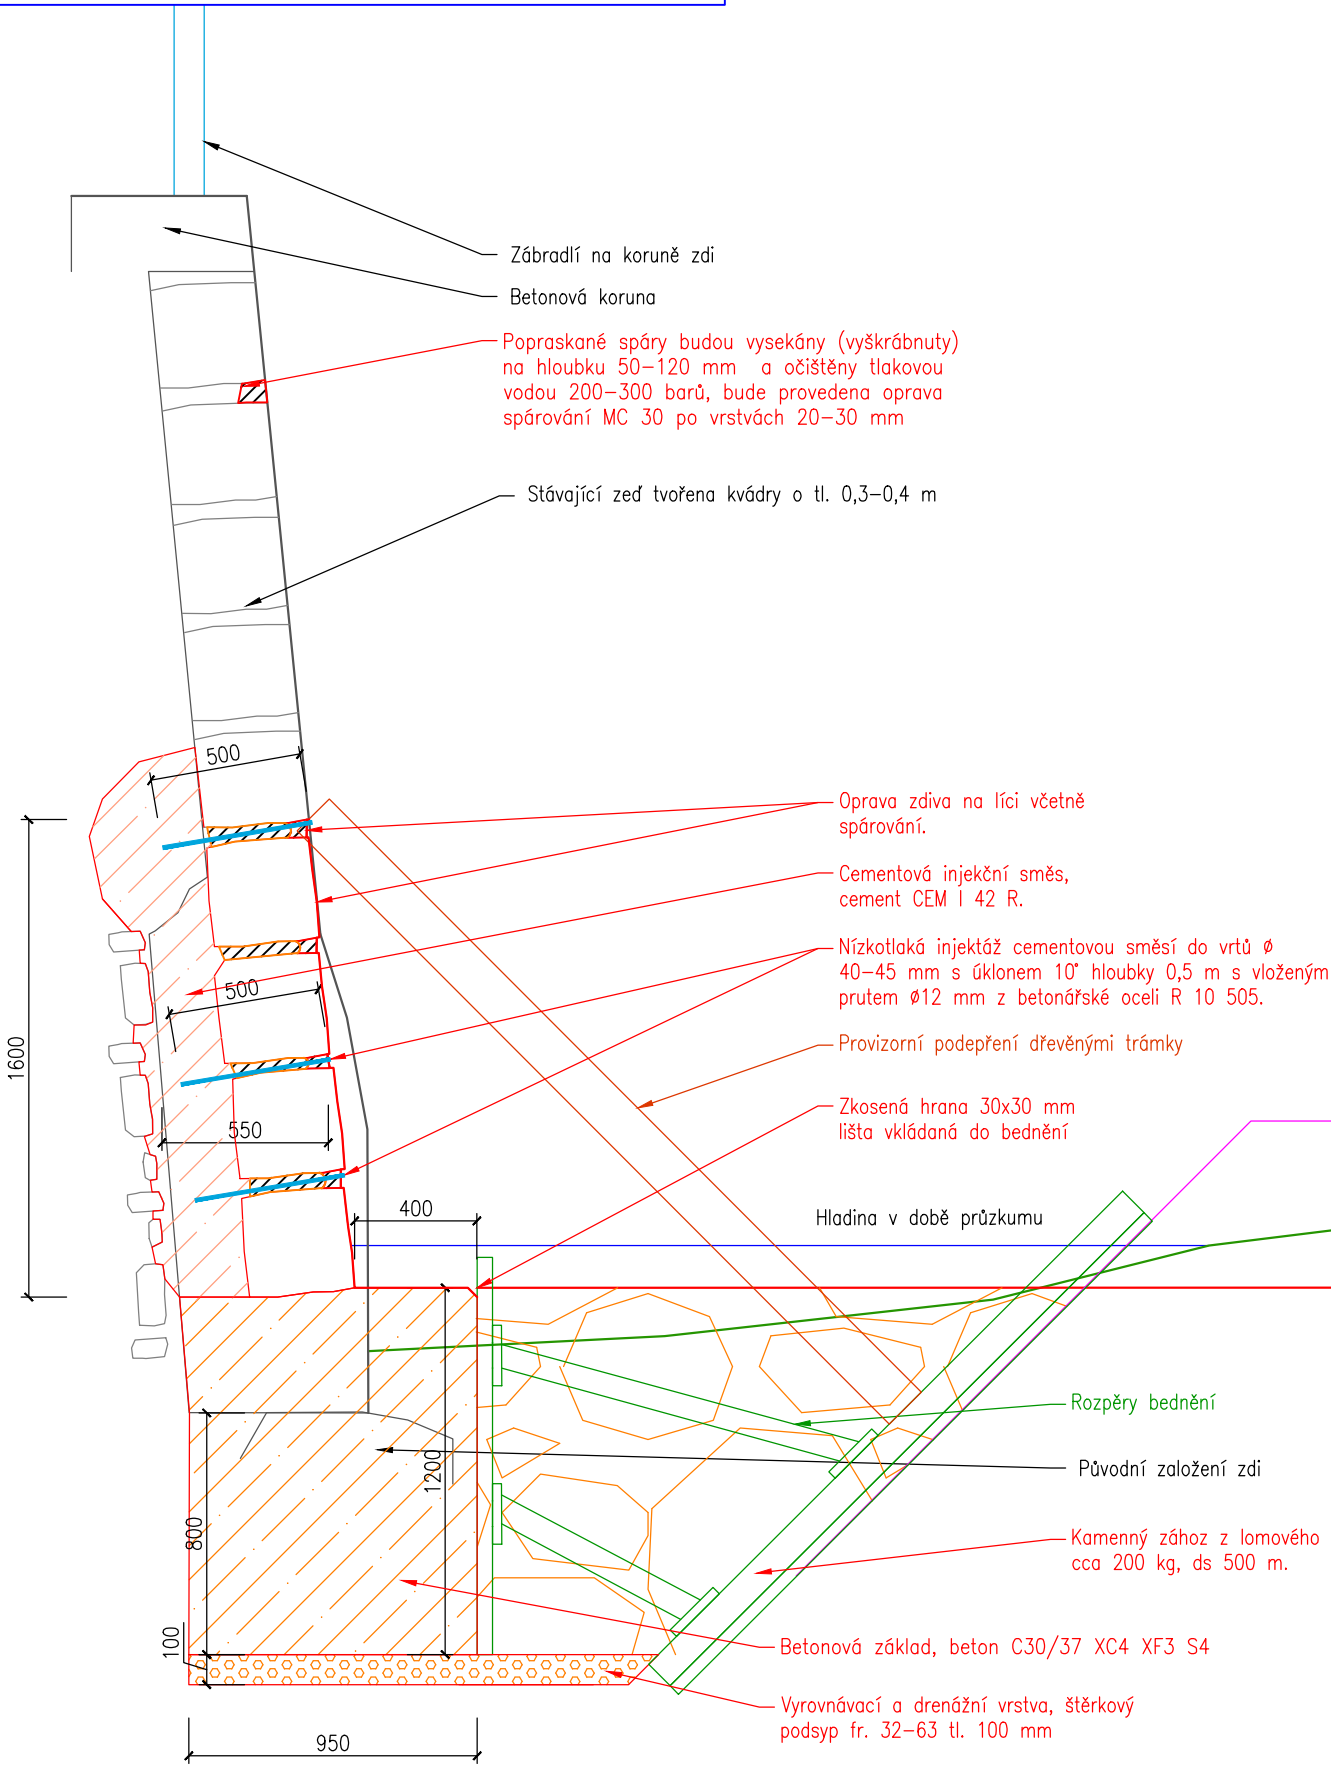 Zábradlí na koruně zdi
Betonová koruna
Popraskané spáry budou vysekány (vyškrábnuty)
na hloubku 50-120 mm a očištěny tlakovou
vodou 200-300 barů, bude provedena oprava
spárování MC 30 po vrstvách 20-30 mm
Stávající zeď tvořena kvádry o tl. 0,3-0,4 m
500
Oprava zdiva na líci včetně
spárování.
Cementová injekční směs,
cement CEM I 42 R.
Nízkotlaká injektáž cementovou směsí do vrtů ø
40-45 mm s úklonem 10° hloubky 0,5 m s vloženým
prutem ø12 mm z betonářské oceli R 10 505.
500
1600
Provizorní podepření dřevěnými trámky
Zkosená hrana 30x30 mm
lišta vkládaná do bednění
550
400
Hladina v době průzkumu
Rozpěry bednění
1200
Původní založení zdi
800
Kamenný zához z lomového
cca 200 kg, ds 500 m.
100
Betonová základ, beton C30/37 XC4 XF3 S4
Vyrovnávací a drenážní vrstva, štěrkový
podsyp fr. 32-63 tl. 100 mm
950